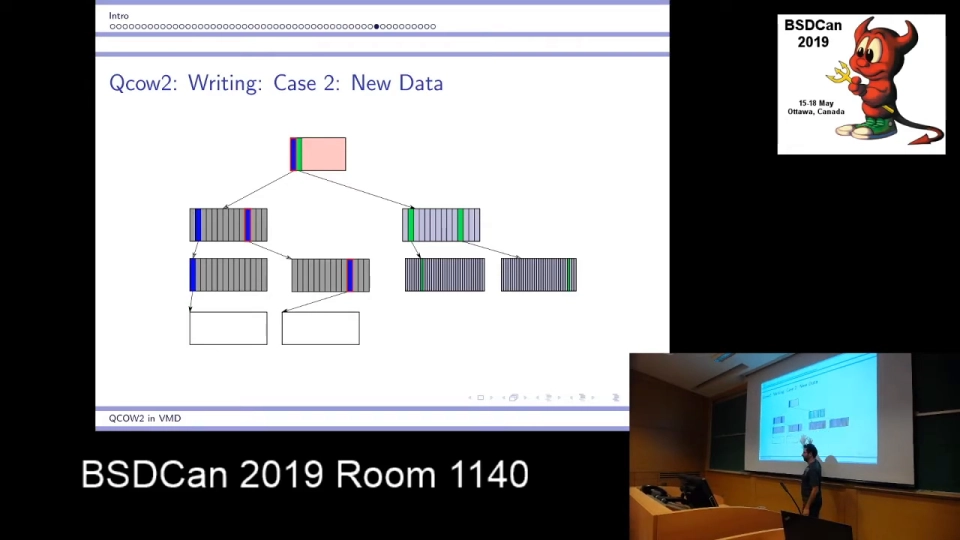 Intro
Qcow2: Writing: Case 2: New Data
QCOW2 in VMD
BSDCan
2019
15-18 May
Ottawa, Canada
BSDCan 2019 Room 1140